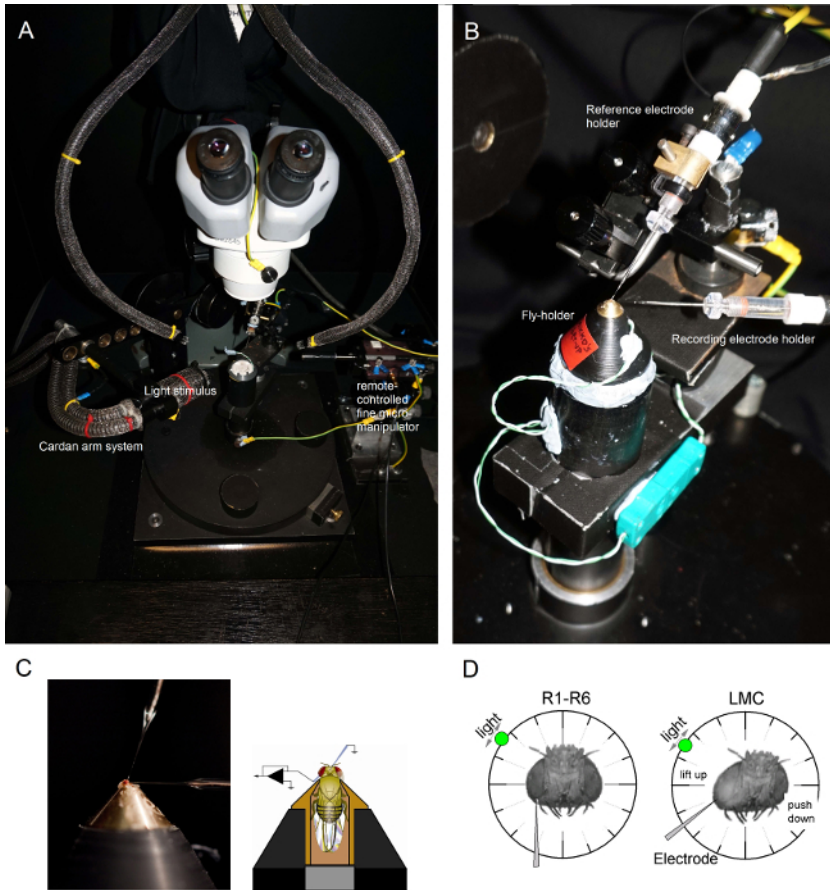 A
B
Reference electrode
holder
Fly-holder
Recording electrode holder
Light stimulus
Cardan arm system
remote-
controlled
fine micro-
manipulator
C
D
R1-R6
LMC
light
light
lift up
push
down
Electrode